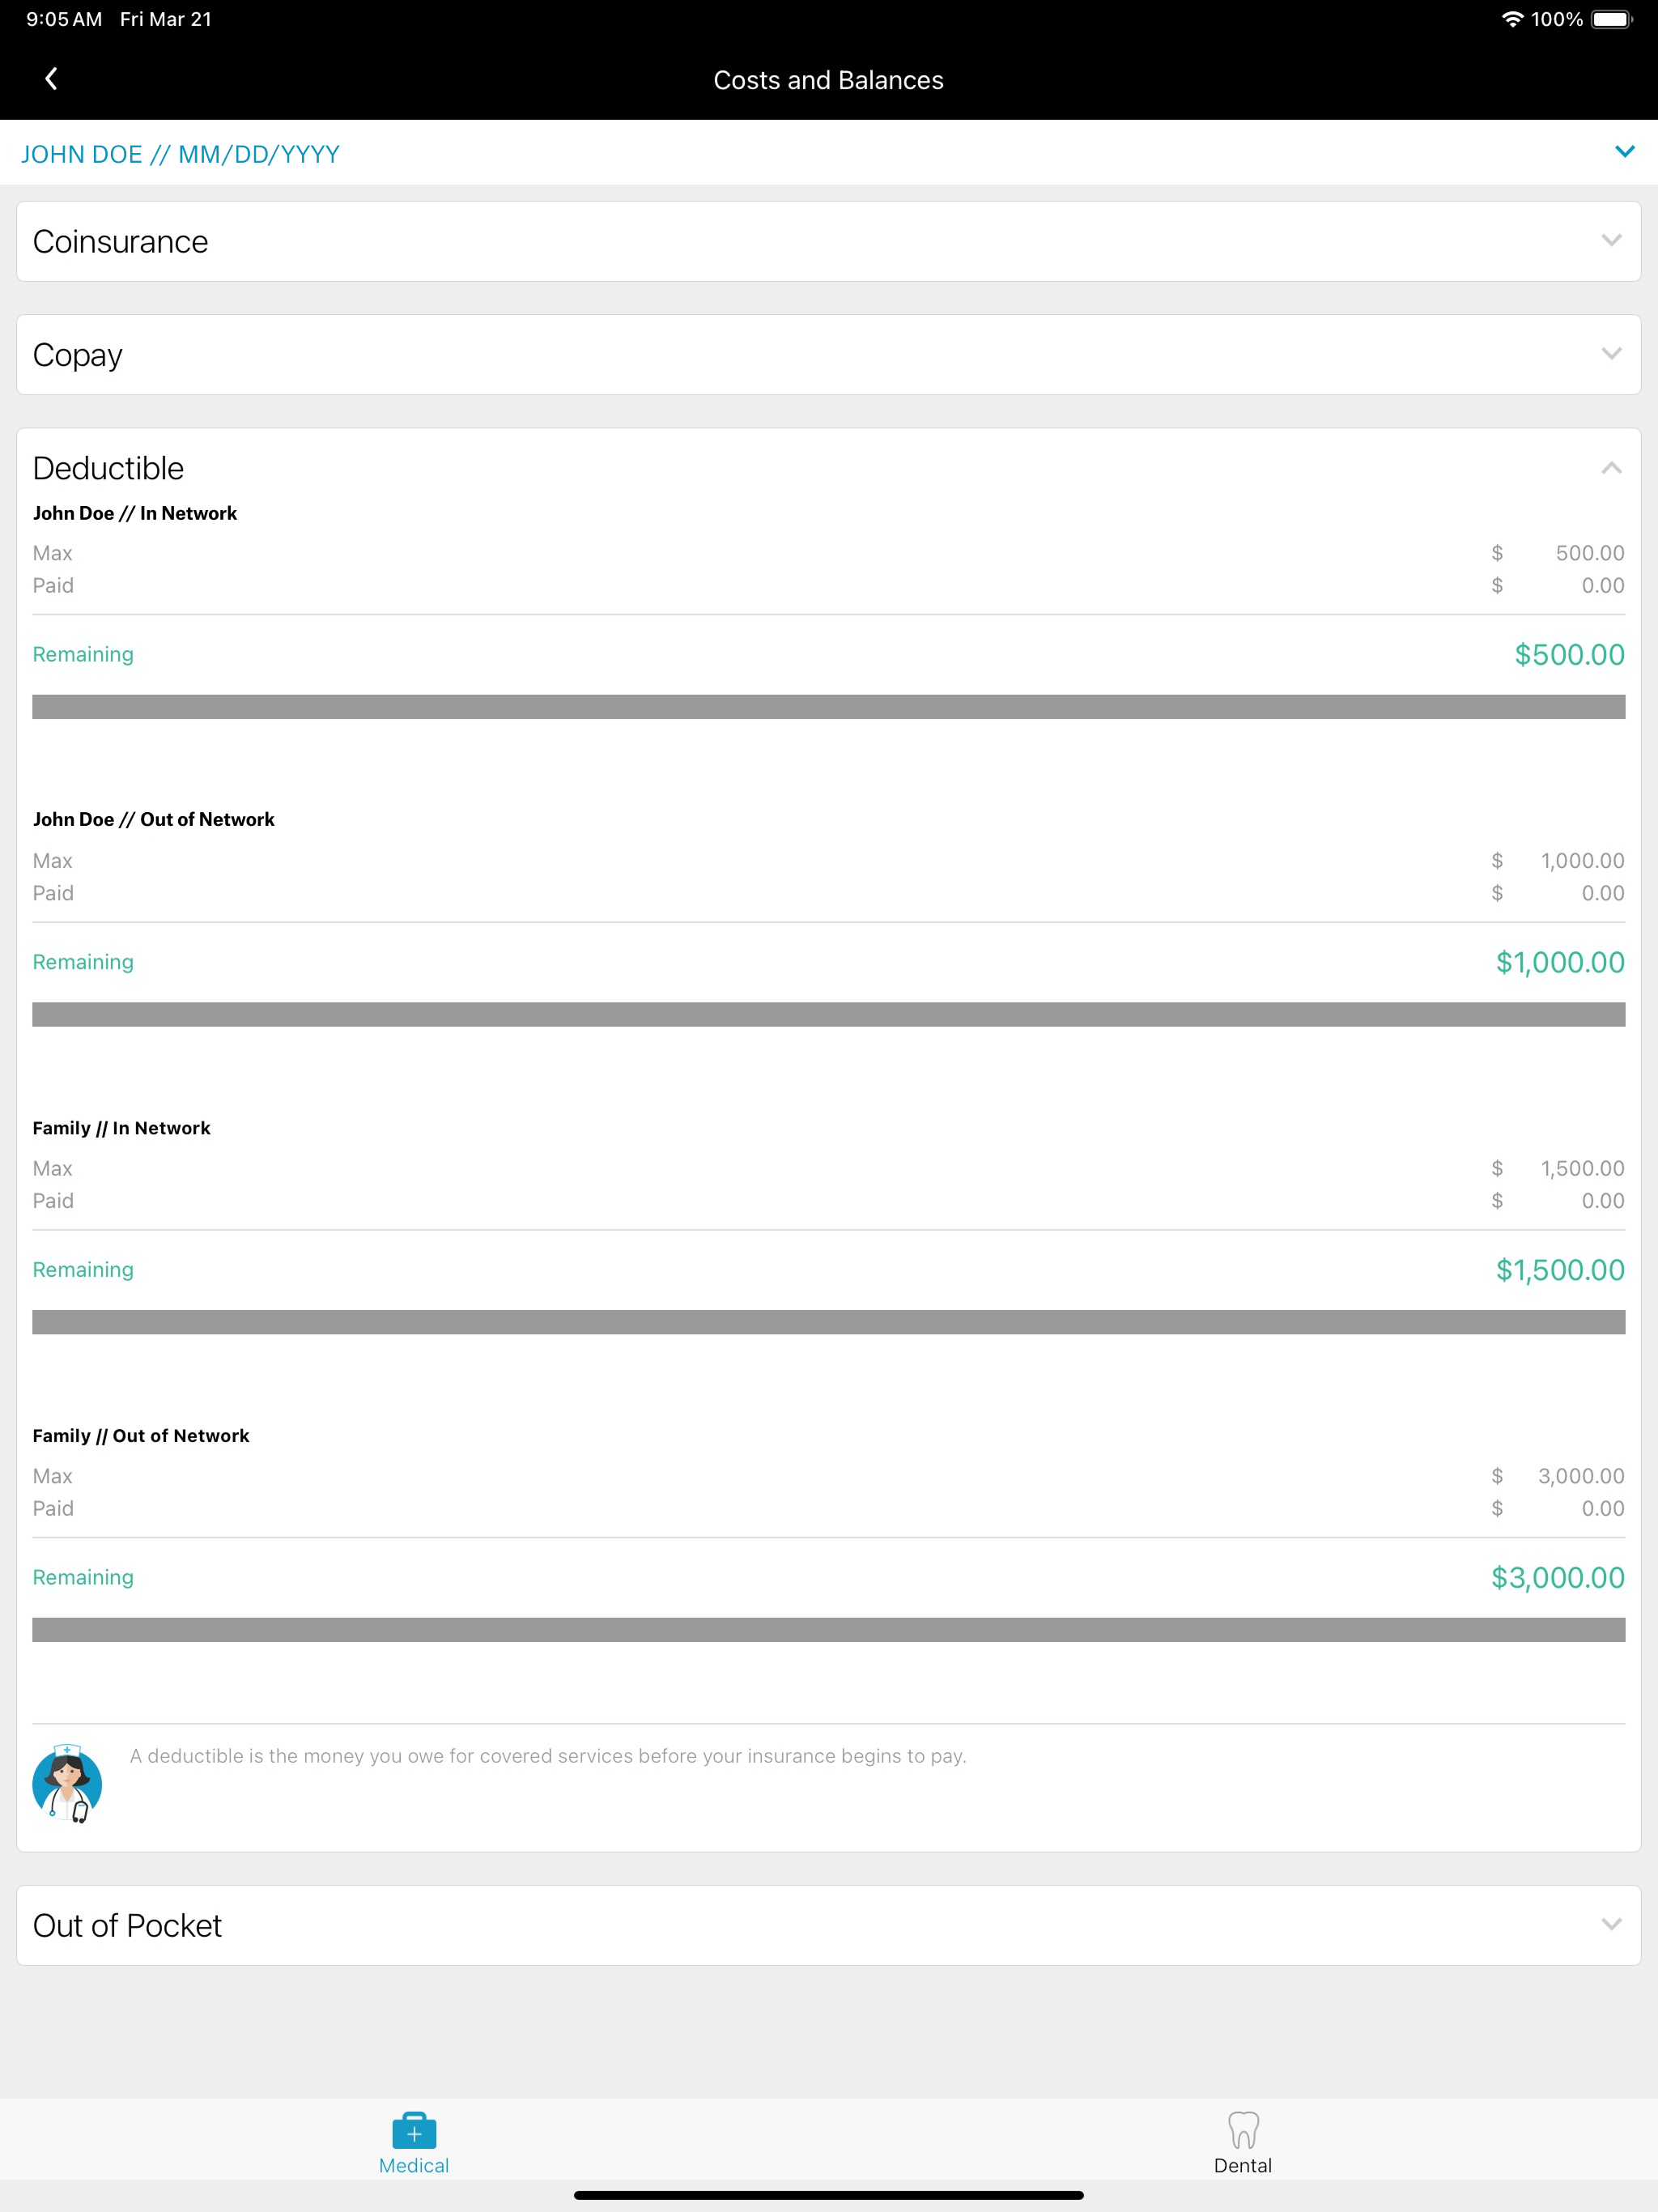 9:05 AM Fri Mar 21 100%
Costs and Balances
JOHN DOE // MM/DD/YYYY
Coinsurance
Copay
Deductible
John Doe // In Network
Max $ 500.00
Paid $ 0.00
Remaining $500.00
John Doe // Out of Network
Max $ 1,000.00
Paid $ 0.00
Remaining $1,000.00
Family // In Network
Max $ 1,500.00
Paid $ 0.00
Remaining $1,500.00
Family // Out of Network
Max $ 3,000.00
Paid $ 0.00
Remaining $3,000.00
A deductible is the money you owe for covered services before your insurance begins to pay.
Out of Pocket
Medical Dental